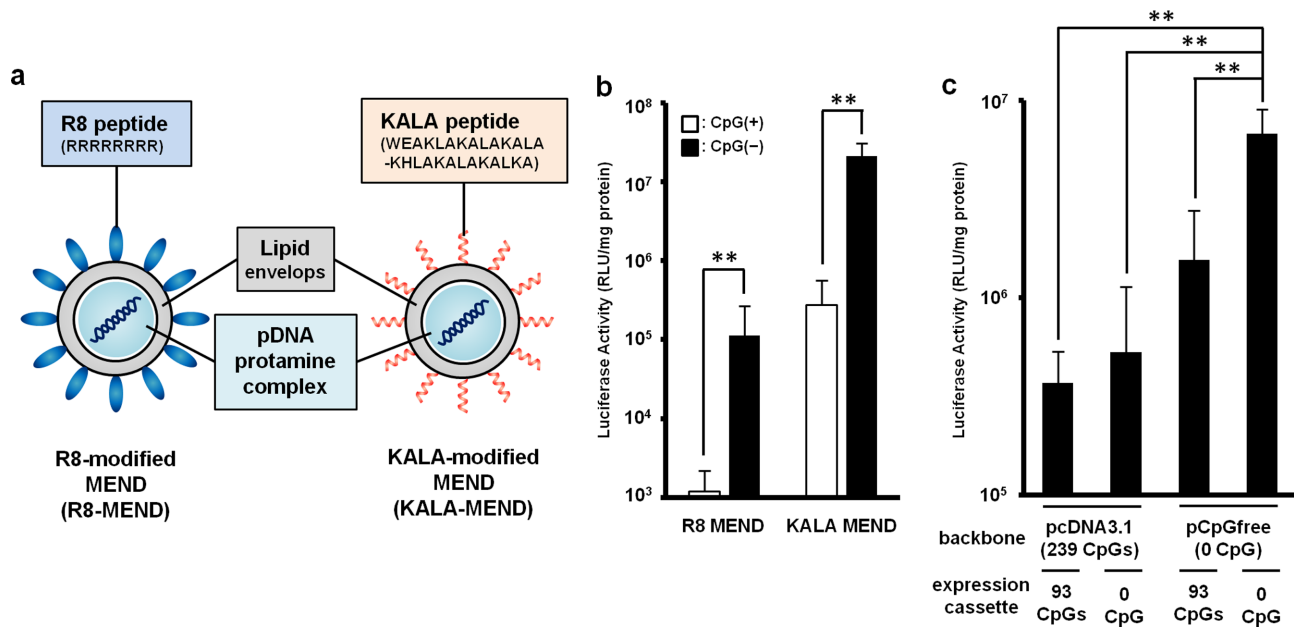 a
R8 peptide
(RRRRRRRR)
KALA peptide
(WEAKLAKALAKALA
-KHLAKALAKALKA)
Lipid
envelops
pDNA
protamine
complex
R8-modified
MEND
(R8-MEND)
KALA-modified
MEND
(KALA-MEND)
b
Luciferase Activity (RLU/mg protein)
10⁸
10⁷
10⁶
10⁵
10⁴
10³
: CpG(+)
: CpG(−)
**
**
R8 MEND
KALA MEND
c
Luciferase Activity (RLU/mg protein)
10⁷
10⁶
10⁵
**
**
**
backbone
pcDNA3.1
(239 CpGs)
pCpGfree
(0 CpG)
expression
cassette
93
CpGs
0
CpG
93
CpGs
0
CpG